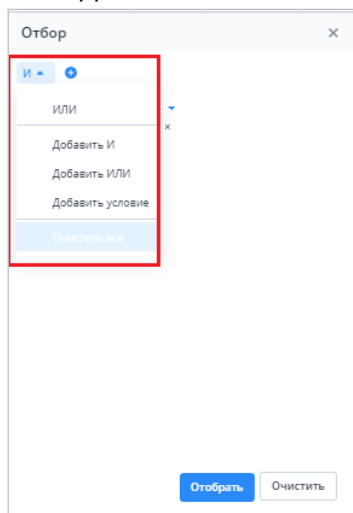 Отбор ×
И
ИЛИ
×
Добавить И
Добавить ИЛИ
Добавить условие
Очистить все
Отобрать Очистить